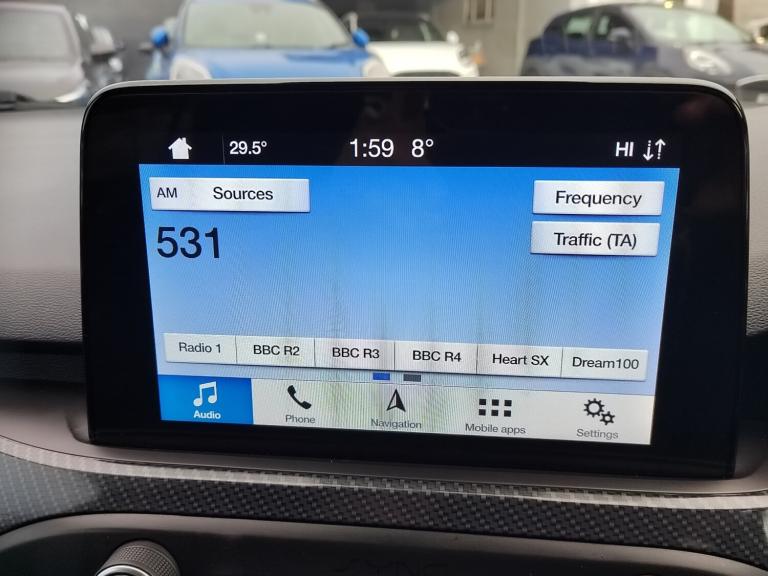 29.5° 1:59 8° HI
AM Sources Frequency
531 Traffic (TA)
Radio 1 BBC R2 BBC R3 BBC R4 Heart SX Dream100
Audio Phone Navigation Mobile apps Settings
SYNC